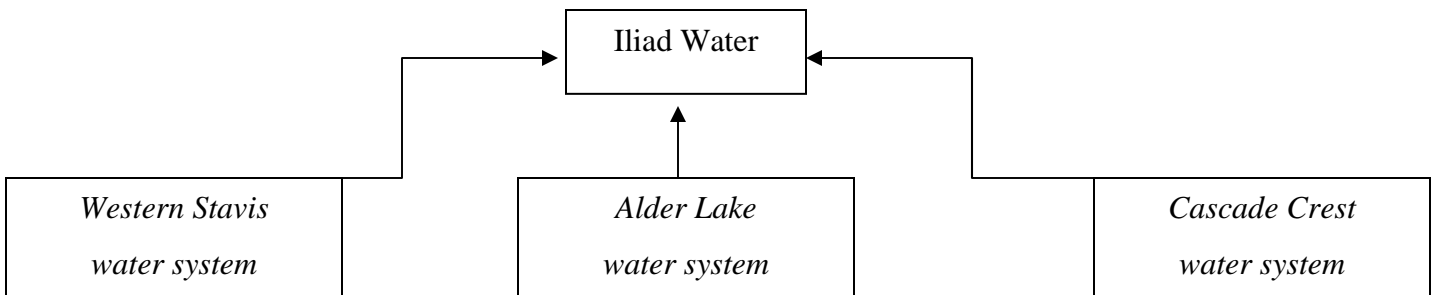 Iliad Water
Western Stavis
water system
Alder Lake
water system
Cascade Crest
water system